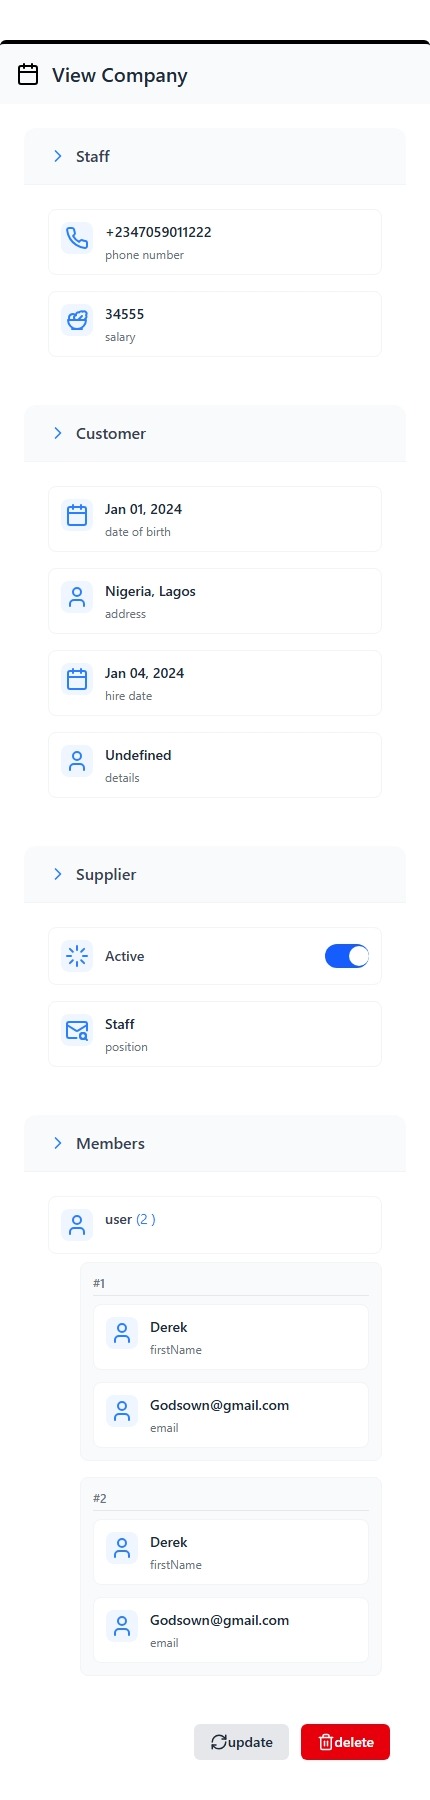 View Company
Staff
+2347059011222
phone number
34555
salary
Customer
Jan 01, 2024
date of birth
Nigeria, Lagos
address
Jan 04, 2024
hire date
Undefined
details
Supplier
Active
Staff
position
Members
user (2 )
#1
Derek
firstName
Godsown@gmail.com
email
#2
Derek
firstName
Godsown@gmail.com
email
update
delete